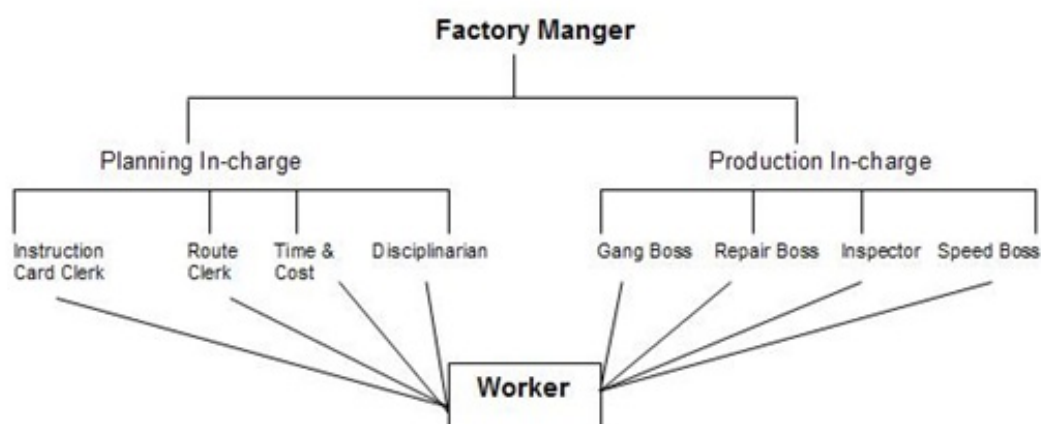 Factory Manger
Planning In-charge
Production In-charge
Instruction
Card Clerk
Route
Clerk
Time &
Cost
Disciplinarian
Gang Boss
Repair Boss
Inspector
Speed Boss
Worker